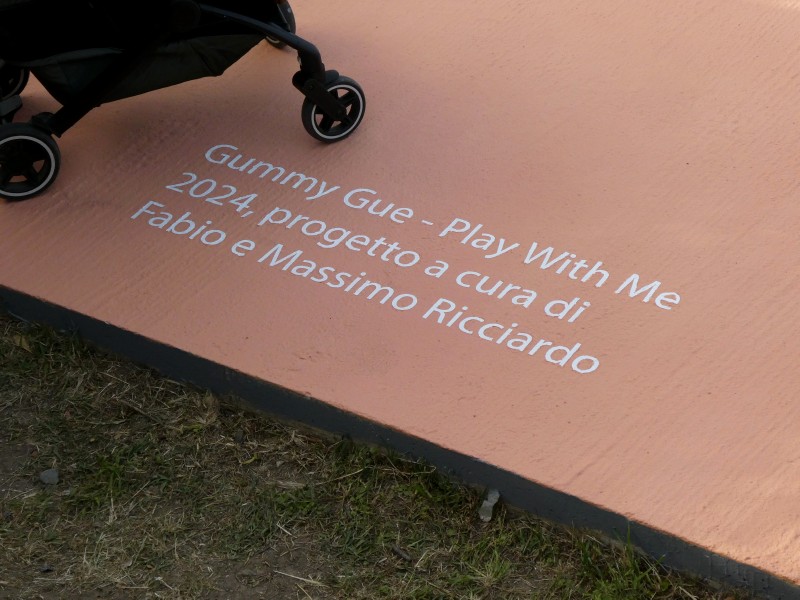 Gummy Gue - Play With Me
2024, progetto a cura di
Fabio e Massimo Ricciardo